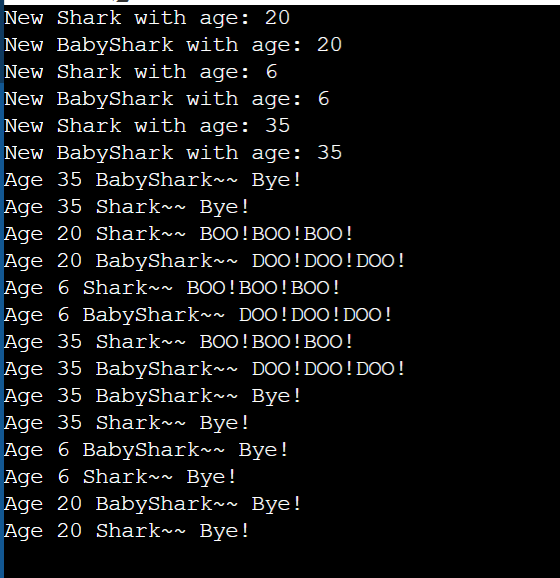 New Shark with age: 20
New BabyShark with age: 20
New Shark with age: 6
New BabyShark with age: 6
New Shark with age: 35
New BabyShark with age: 35
Age 35 BabyShark~~ Bye!
Age 35 Shark~~ Bye!
Age 20 Shark~~ BOO!BOO!BOO!
Age 20 BabyShark~~ DOO!DOO!DOO!
Age 6 Shark~~ BOO!BOO!BOO!
Age 6 BabyShark~~ DOO!DOO!DOO!
Age 35 Shark~~ BOO!BOO!BOO!
Age 35 BabyShark~~ DOO!DOO!DOO!
Age 35 BabyShark~~ Bye!
Age 35 Shark~~ Bye!
Age 6 BabyShark~~ Bye!
Age 6 Shark~~ Bye!
Age 20 BabyShark~~ Bye!
Age 20 Shark~~ Bye!